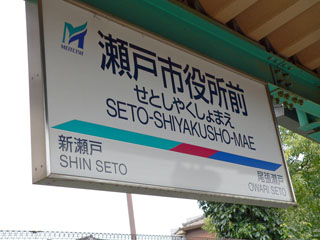 MEITETSU
瀬戸市役所前
せとしやくしょまえ
SETO-SHIYAKUSHO-MAE
新瀬戸
SHIN SETO
尾張瀬戸
OWARI SETO